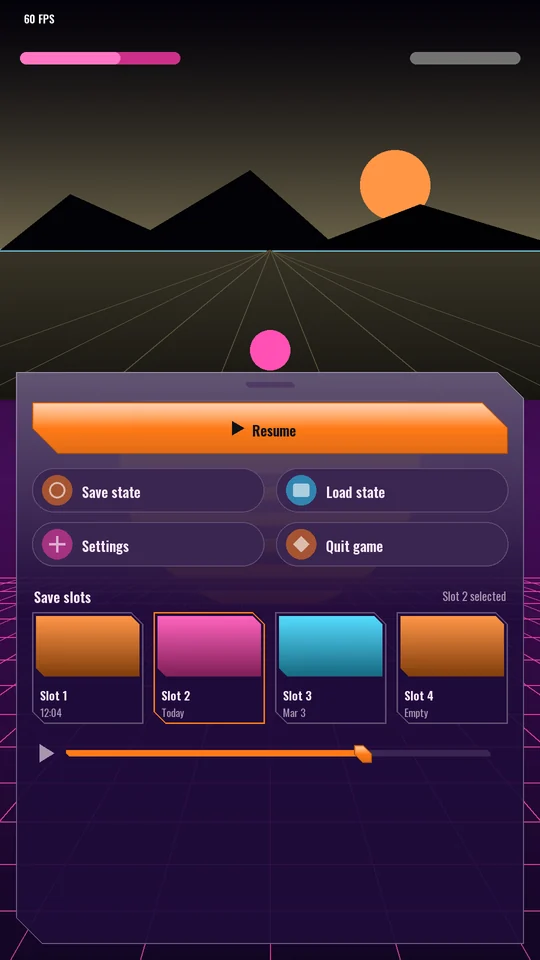 60 FPS
Resume
Save state
Load state
Settings
Quit game
Save slots
Slot 2 selected
Slot 1
12:04
Slot 2
Today
Slot 3
Mar 3
Slot 4
Empty